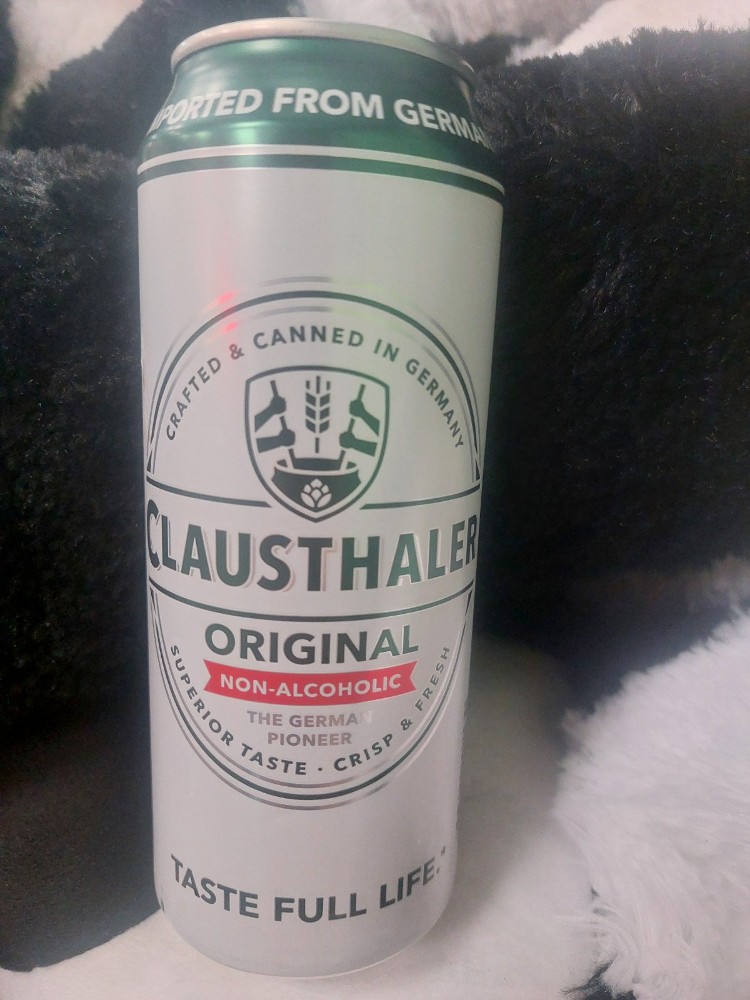 PORTED FROM GERMA
CRAFTED & CANNED IN GERMANY
CLAUSTHALER
ORIGINAL
NON-ALCOHOLIC
THE GERMAN
PIONEER
SUPERIOR TASTE · CRISP & FRESH
TASTE FULL LIFE.*